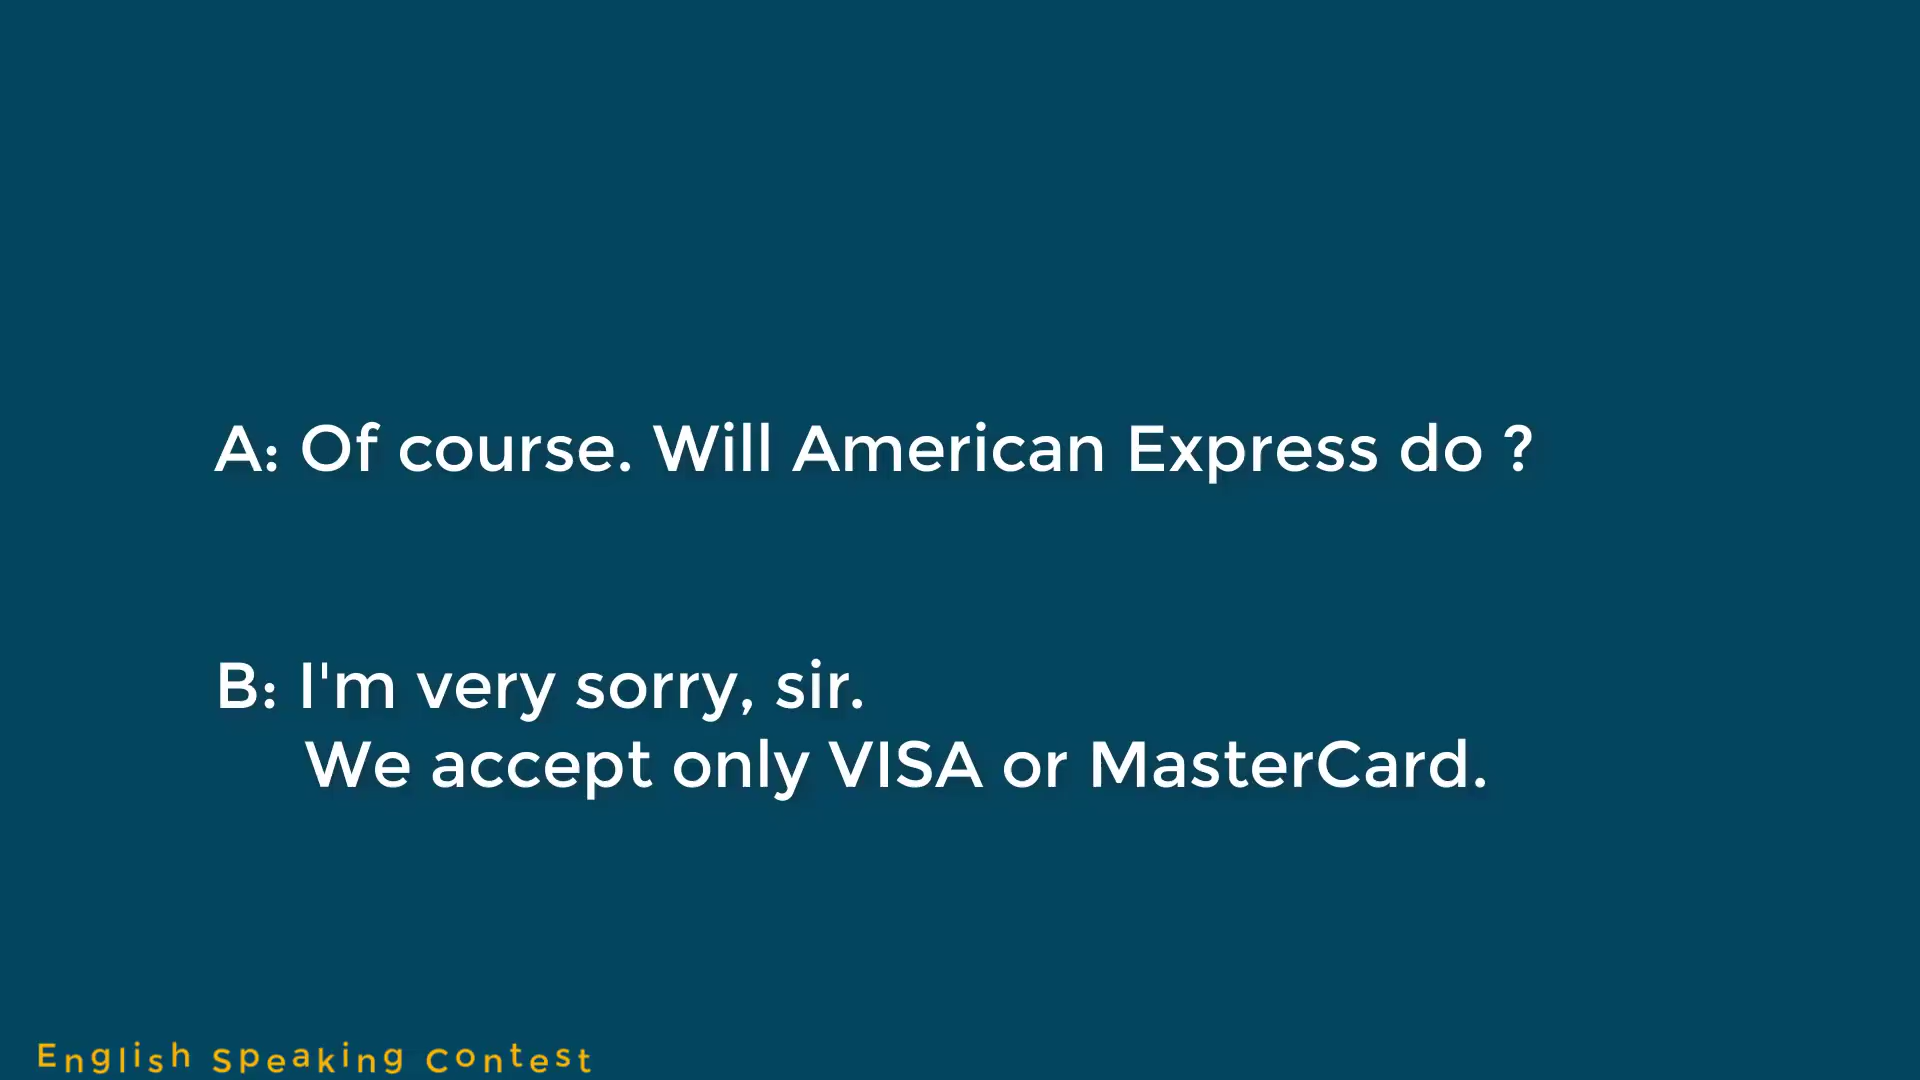 A: Of course. Will American Express do ?
B: I'm very sorry, sir.
We accept only VISA or MasterCard.
English Speaking Contest